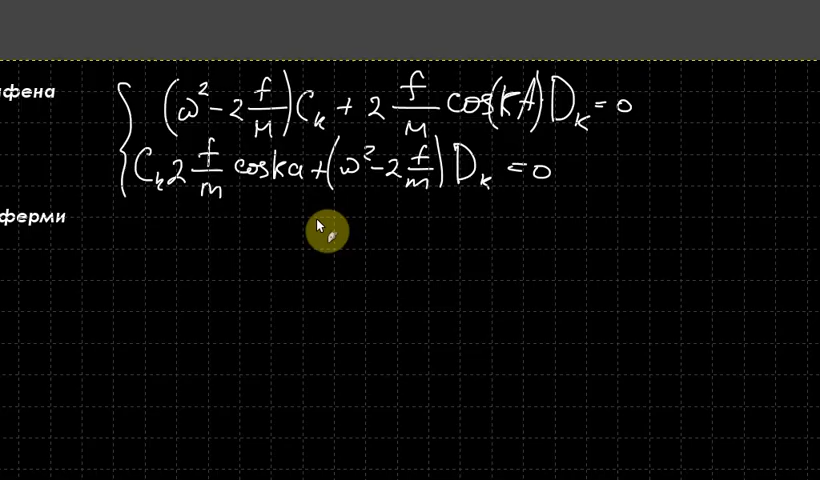 фена
(ω² - 2 f/M) C_k + 2 f/M cos(kA) D_k = 0
C_k 2 f/m cos ka + (ω² - 2 f/m) D_k = 0
ферми